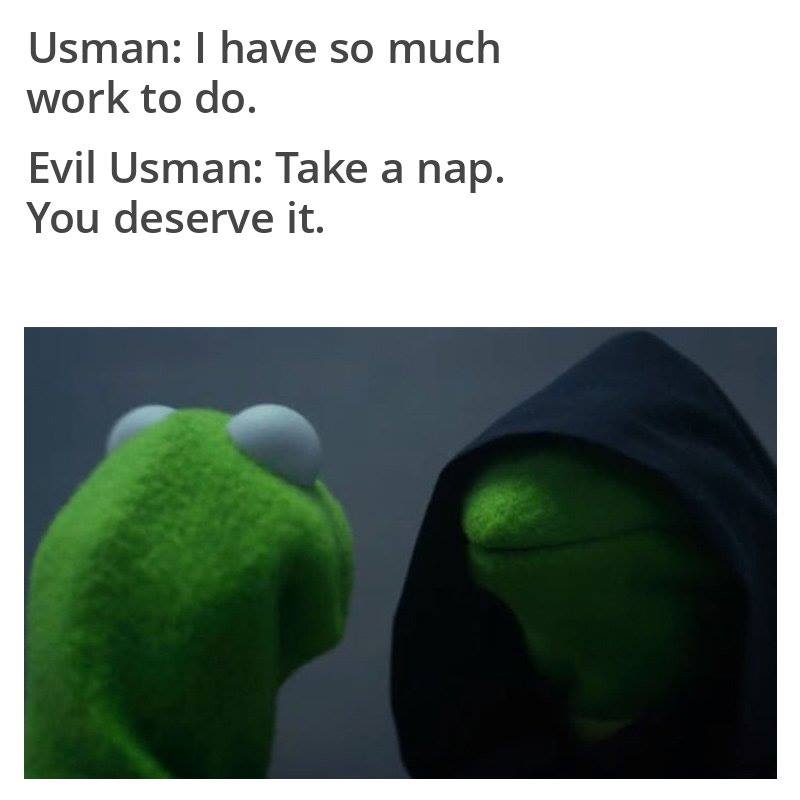 Usman: I have so much
work to do.
Evil Usman: Take a nap.
You deserve it.